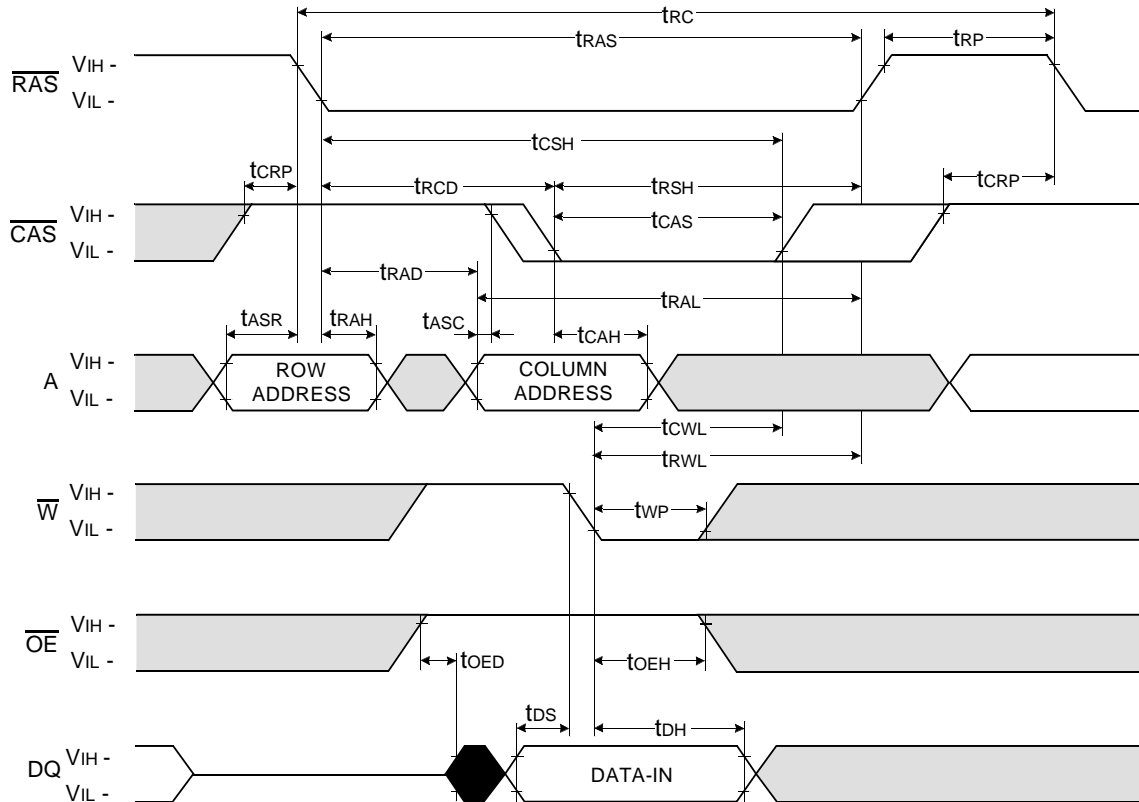 tRC
tRAS
tRP
RAS
VIH -
VIL -
tCSH
tCRP
tRCD
tRSH
tCRP
CAS
VIH -
VIL -
tCAS
tRAD
tRAL
tASR
tRAH
tASC
tCAH
A
VIH -
VIL -
ROW
ADDRESS
COLUMN
ADDRESS
tCWL
tRWL
W
VIH -
VIL -
tWP
OE
VIH -
VIL -
tOED
tOEH
tDS
tDH
DQ
VIH -
VIL -
DATA-IN